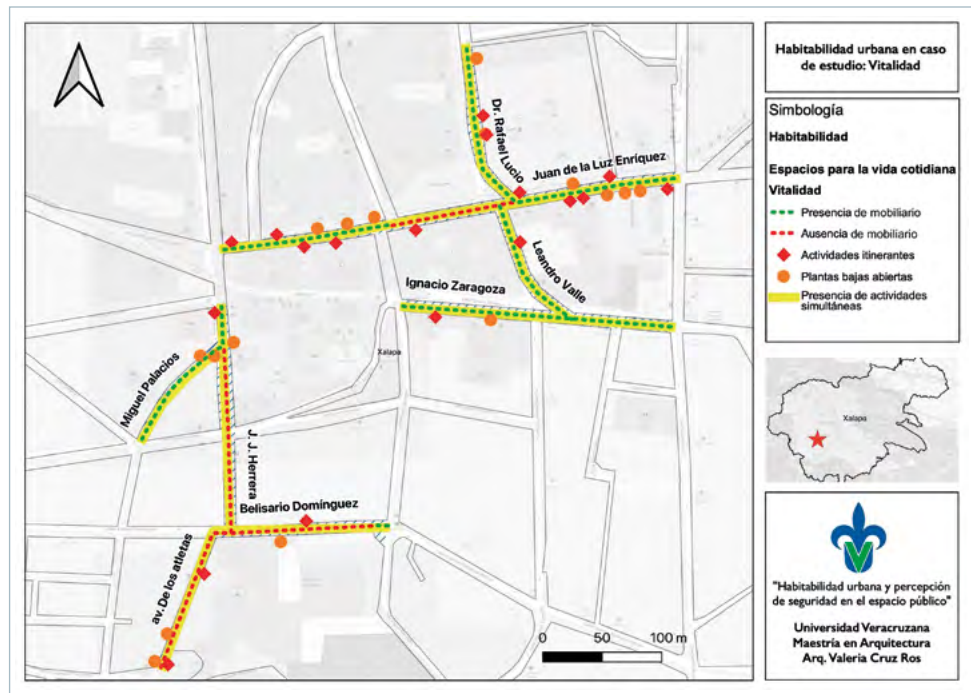 Habitabilidad urbana en caso
de estudio: Vitalidad
Simbología
Habitabilidad
Espacios para la vida cotidiana
Vitalidad
Presencia de mobiliario
Ausencia de mobiliario
Actividades itinerantes
Plantas bajas abiertas
Presencia de actividades
simultáneas
Dr. Rafael Lucio
Juan de la Luz Enríquez
Leandro Valle
Ignacio Zaragoza
Xalapa
Miguel Palacios
J. J. Herrera
Belisario Domínguez
av. De los atletas
0 50 100 m
Xalapa
"Habitabilidad urbana y percepción
de seguridad en el espacio público"
Universidad Veracruzana
Maestría en Arquitectura
Arq. Valeria Cruz Ros